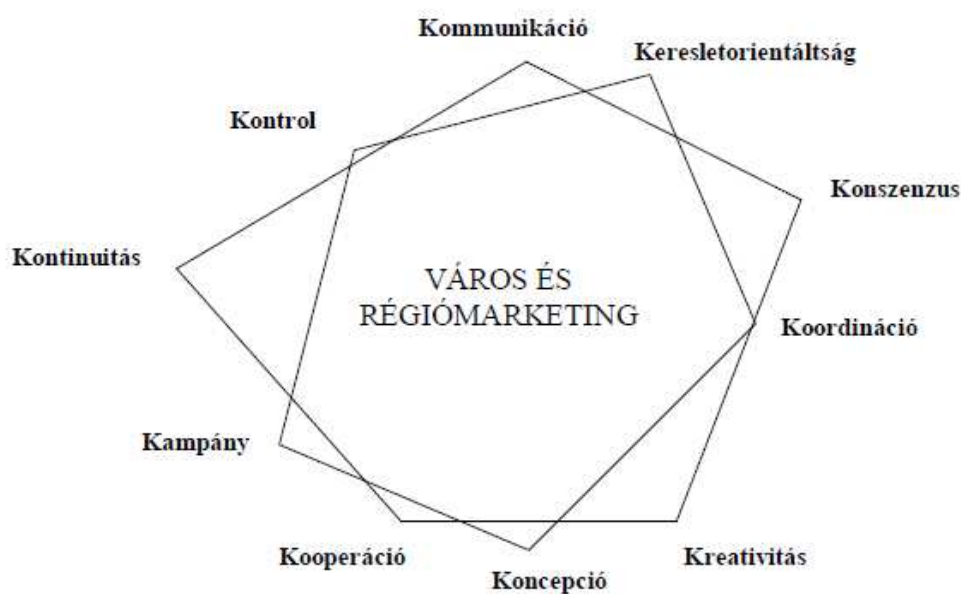 Kommunikáció
Keresletorientáltság
Kontrol
Konszenzus
Kontinuitás
VÁROS ÉS
RÉGIÓMARKETING
Koordináció
Kampány
Kooperáció
Kreativitás
Koncepció